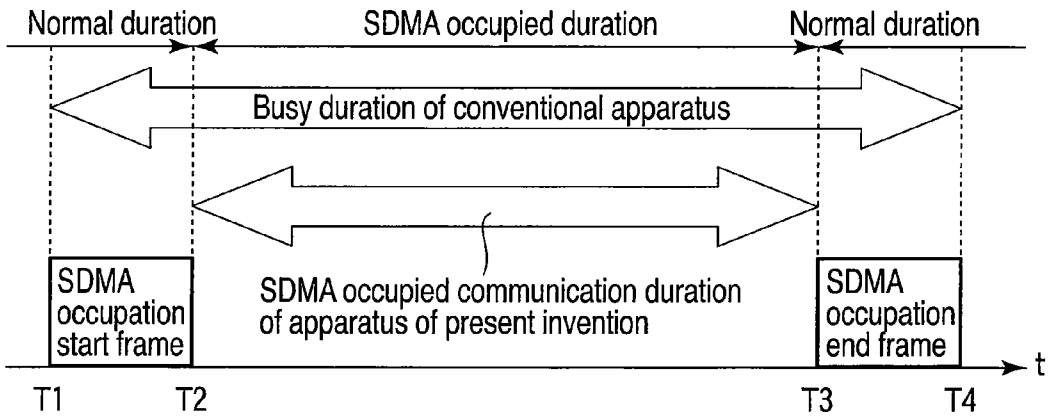 Normal duration SDMA occupied duration Normal duration
Busy duration of conventional apparatus
SDMA occupied communication duration
of apparatus of present invention
SDMA
occupation
start frame
SDMA
occupation
end frame
t
T1 T2 T3 T4